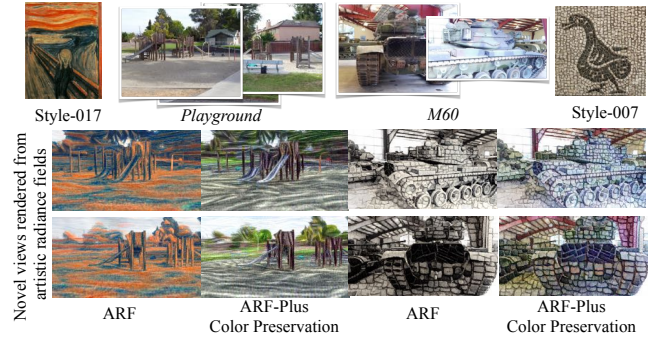 Style-017
Playground
M60
Style-007
Novel views rendered from
artistic radiance fields
ARF
ARF-Plus
Color Preservation
ARF
ARF-Plus
Color Preservation